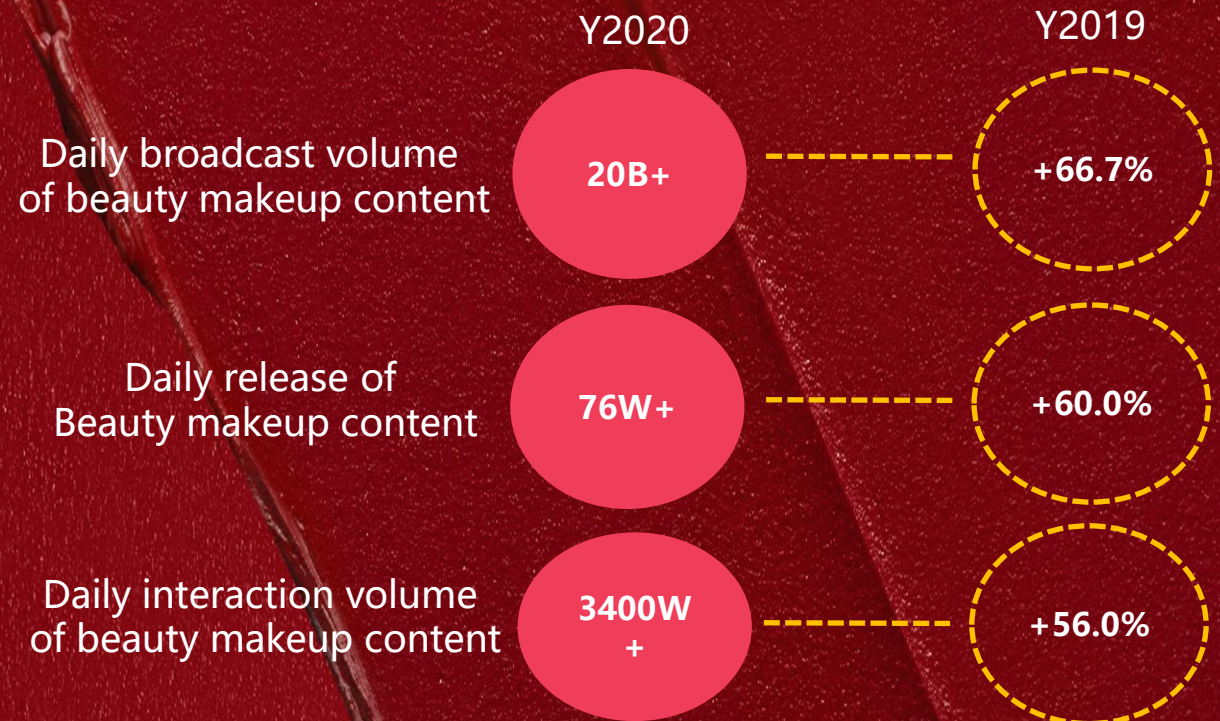 Y2020
Y2019
Daily broadcast volume
of beauty makeup content
20B+
+66.7%
Daily release of
Beauty makeup content
76W+
+60.0%
Daily interaction volume
of beauty makeup content
3400W
+
+56.0%